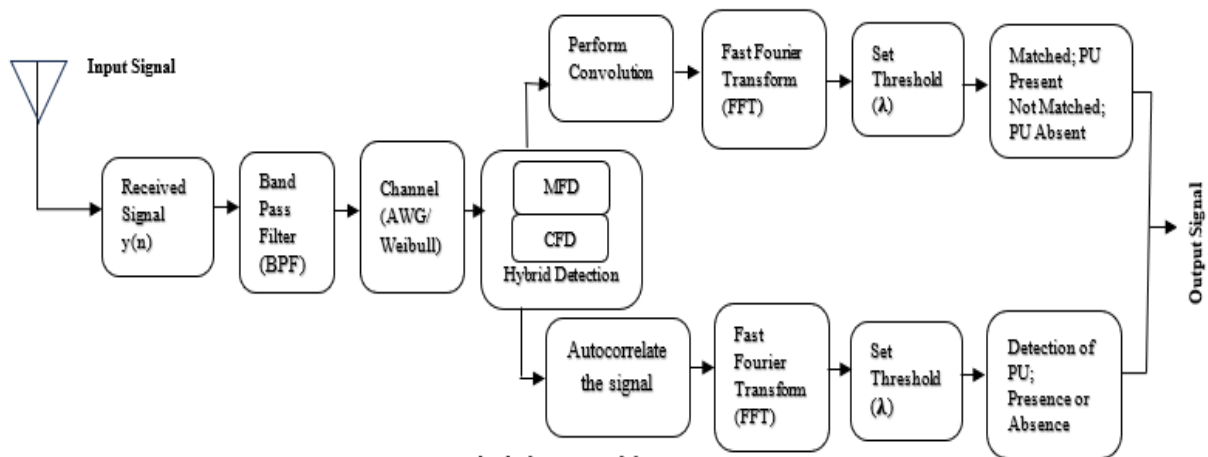 Input Signal
Received
Signal
y(n)
Band
Pass
Filter
(BPF)
Channel
(AWG/
Weibull)
MFD
CFD
Hybrid Detection
Perform
Convolution
Fast Fourier
Transform
(FFT)
Set
Threshold
(λ)
Matched; PU
Present
Not Matched;
PU Absent
Autocorrelate
the signal
Fast
Fourier
Transform
(FFT)
Set
Threshold
(λ)
Detection of
PU;
Presence or
Absence
Output Signal